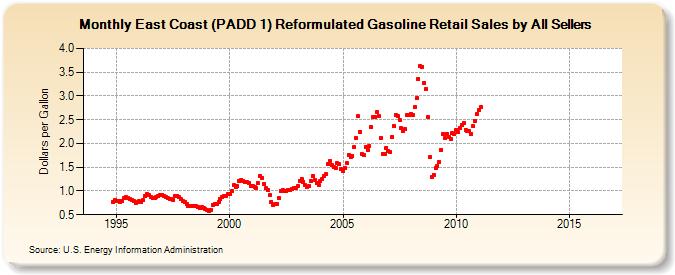 Monthly East Coast (PADD 1) Reformulated Gasoline Retail Sales by All Sellers
Dollars per Gallon
4.0
3.5
3.0
2.5
2.0
1.5
1.0
0.5
1995 2000 2005 2010 2015
Source: U.S. Energy Information Administration